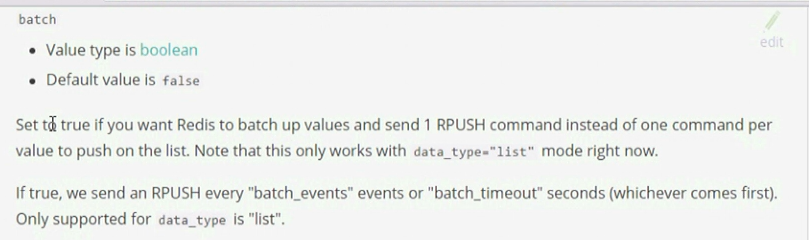 batch
edit
Value type is boolean
Default value is false
Set to true if you want Redis to batch up values and send 1 RPUSH command instead of one command per
value to push on the list. Note that this only works with data_type="list" mode right now.
If true, we send an RPUSH every "batch_events" events or "batch_timeout" seconds (whichever comes first).
Only supported for data_type is "list".